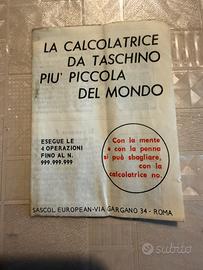 LA CALCOLATRICE
DA TASCHINO
PIU' PICCOLA
DEL MONDO
ESEGUE LE
4 OPERAZIONI
FINO AL N.
999.999.999
Con la mente
e con la penna
si può sbagliare,
con la
calcolatrice no.
SASCOL EUROPEAN-VIA GARGANO 34 - ROMA
subito